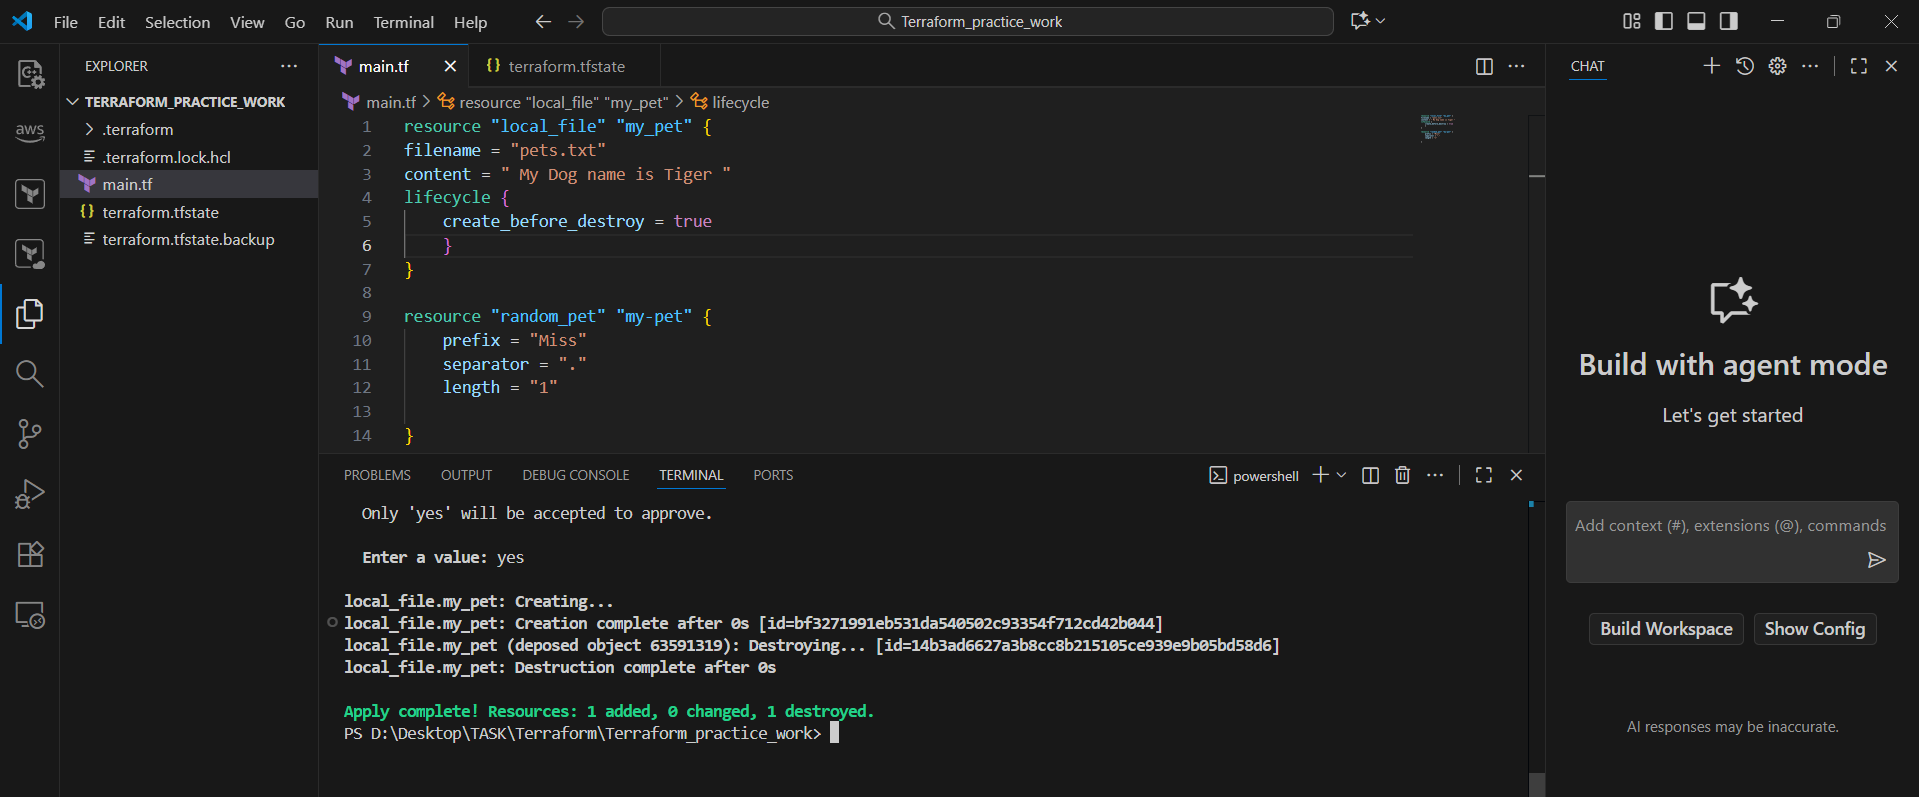 File Edit Selection View Go Run Terminal Help
Terraform_practice_work
EXPLORER
TERRAFORM_PRACTICE_WORK
.terraform
.terraform.lock.hcl
main.tf
terraform.tfstate
terraform.tfstate.backup
aws
main.tf
{} terraform.tfstate
main.tf > resource "local_file" "my_pet" > lifecycle
1 resource "local_file" "my_pet" {
2 filename = "pets.txt"
3 content = " My Dog name is Tiger "
4 lifecycle {
5 create_before_destroy = true
6 }
7 }
8
9 resource "random_pet" "my-pet" {
10 prefix = "Miss"
11 separator = "."
12 length = "1"
13
14 }
PROBLEMS OUTPUT DEBUG CONSOLE TERMINAL PORTS
powershell
Only 'yes' will be accepted to approve.
Enter a value: yes
local_file.my_pet: Creating...
local_file.my_pet: Creation complete after 0s [id=bf3271991eb531da540502c93354f712cd42b044]
local_file.my_pet (deposed object 63591319): Destroying... [id=14b3ad6627a3b8cc8b215105ce939e9b05bd58d6]
local_file.my_pet: Destruction complete after 0s
Apply complete! Resources: 1 added, 0 changed, 1 destroyed.
PS D:\Desktop\TASK\Terraform\Terraform_practice_work>
CHAT
Build with agent mode
Let's get started
Add context (#), extensions (@), commands
Build Workspace
Show Config
AI responses may be inaccurate.